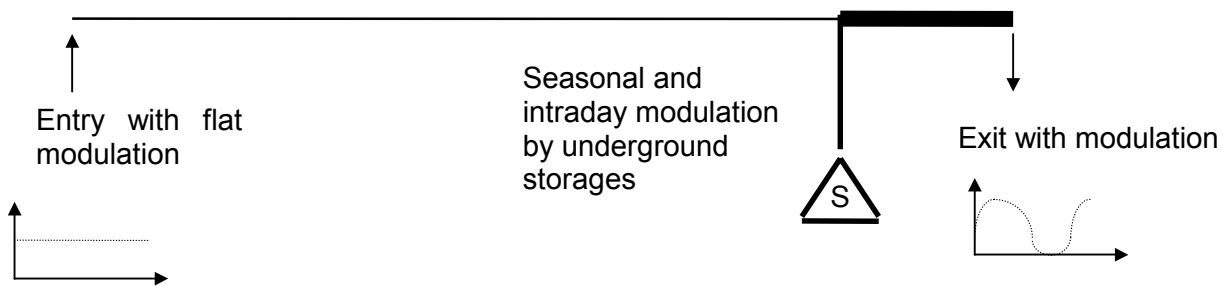 Entry with flat
modulation
Seasonal and
intraday modulation
by underground
storages
S
Exit with modulation